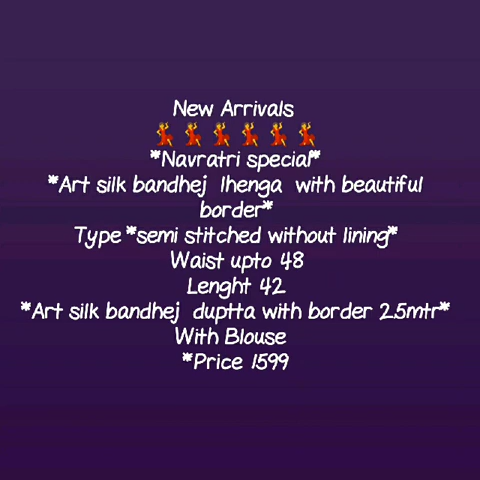 New Arrivals
💃💃💃💃💃💃
*Navratri special*
*Art silk bandhej lhenga with beautiful
border*
Type *semi stitched without lining*
Waist upto 48
Lenght 42
*Art silk bandhej duptta with border 2.5mtr*
With Blouse
*Price 1599